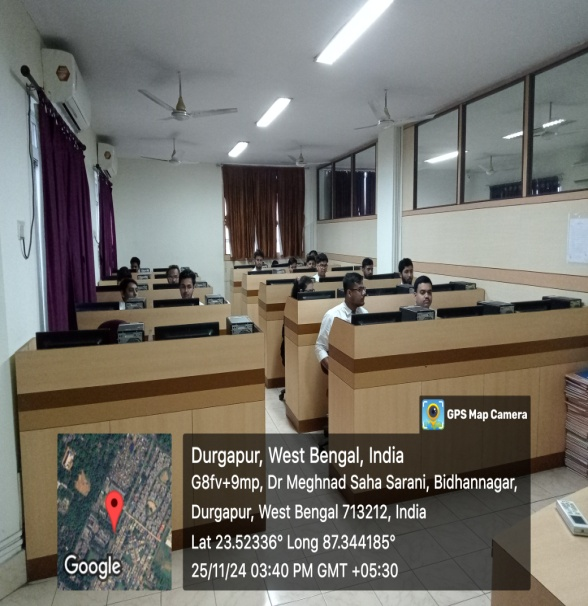 GPS Map Camera
Durgapur, West Bengal, India
G8fv+9mp, Dr Meghnad Saha Sarani, Bidhannagar,
Durgapur, West Bengal 713212, India
Lat 23.52336° Long 87.344185°
25/11/24 03:40 PM GMT +05:30
Google